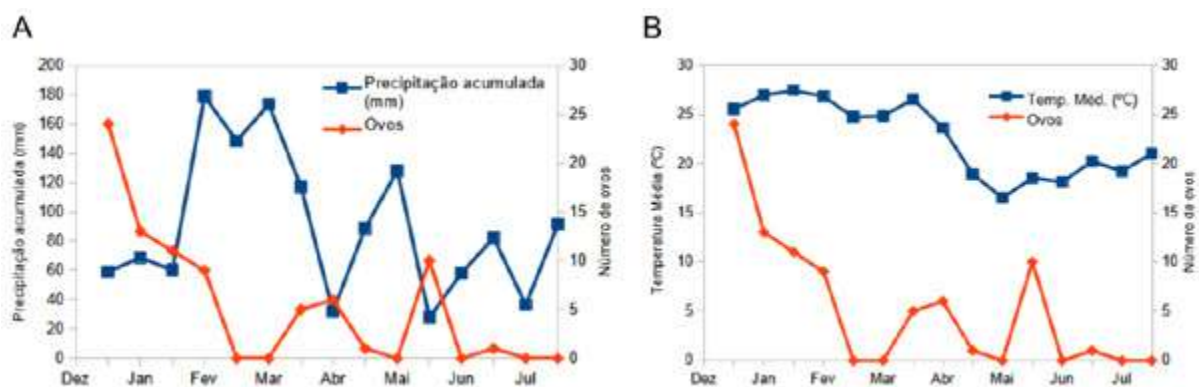 A
200
180
160
140
120
100
80
60
40
20
0
Precipitação acumulada (mm)
30
25
20
15
10
5
0
Número de ovos
Precipitação acumulada
(mm)
Ovos
Dez Jan Fev Mar Abr Mai Jun Jul
B
30
25
20
15
10
5
0
Temperatura Média (ºC)
30
25
20
15
10
5
0
Número de ovos
Temp. Méd. (ºC)
Ovos
Dez Jan Fev Mar Abr Mai Jun Jul